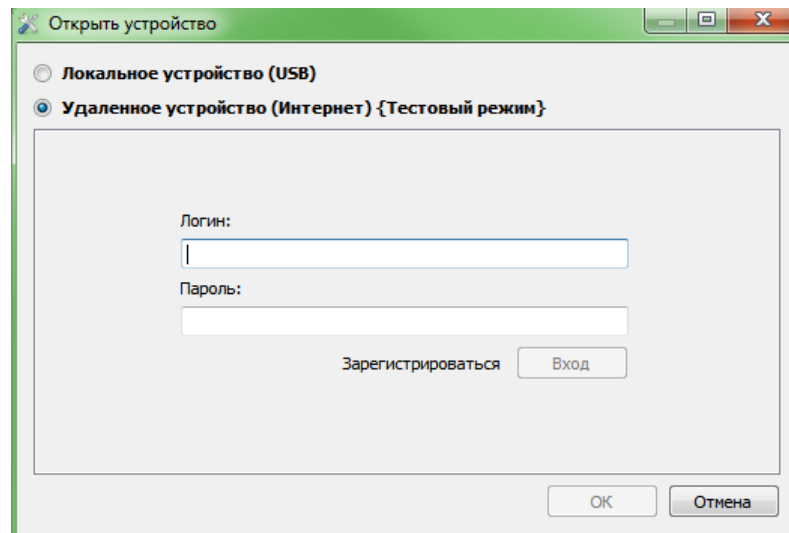 Открыть устройство
Локальное устройство (USB)
Удаленное устройство (Интернет) {Тестовый режим}
Логин:
Пароль:
Зарегистрироваться Вход
OK Отмена